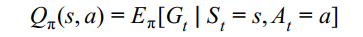 Qπ(s, a) = Eπ[Gt | St = s, At = a]